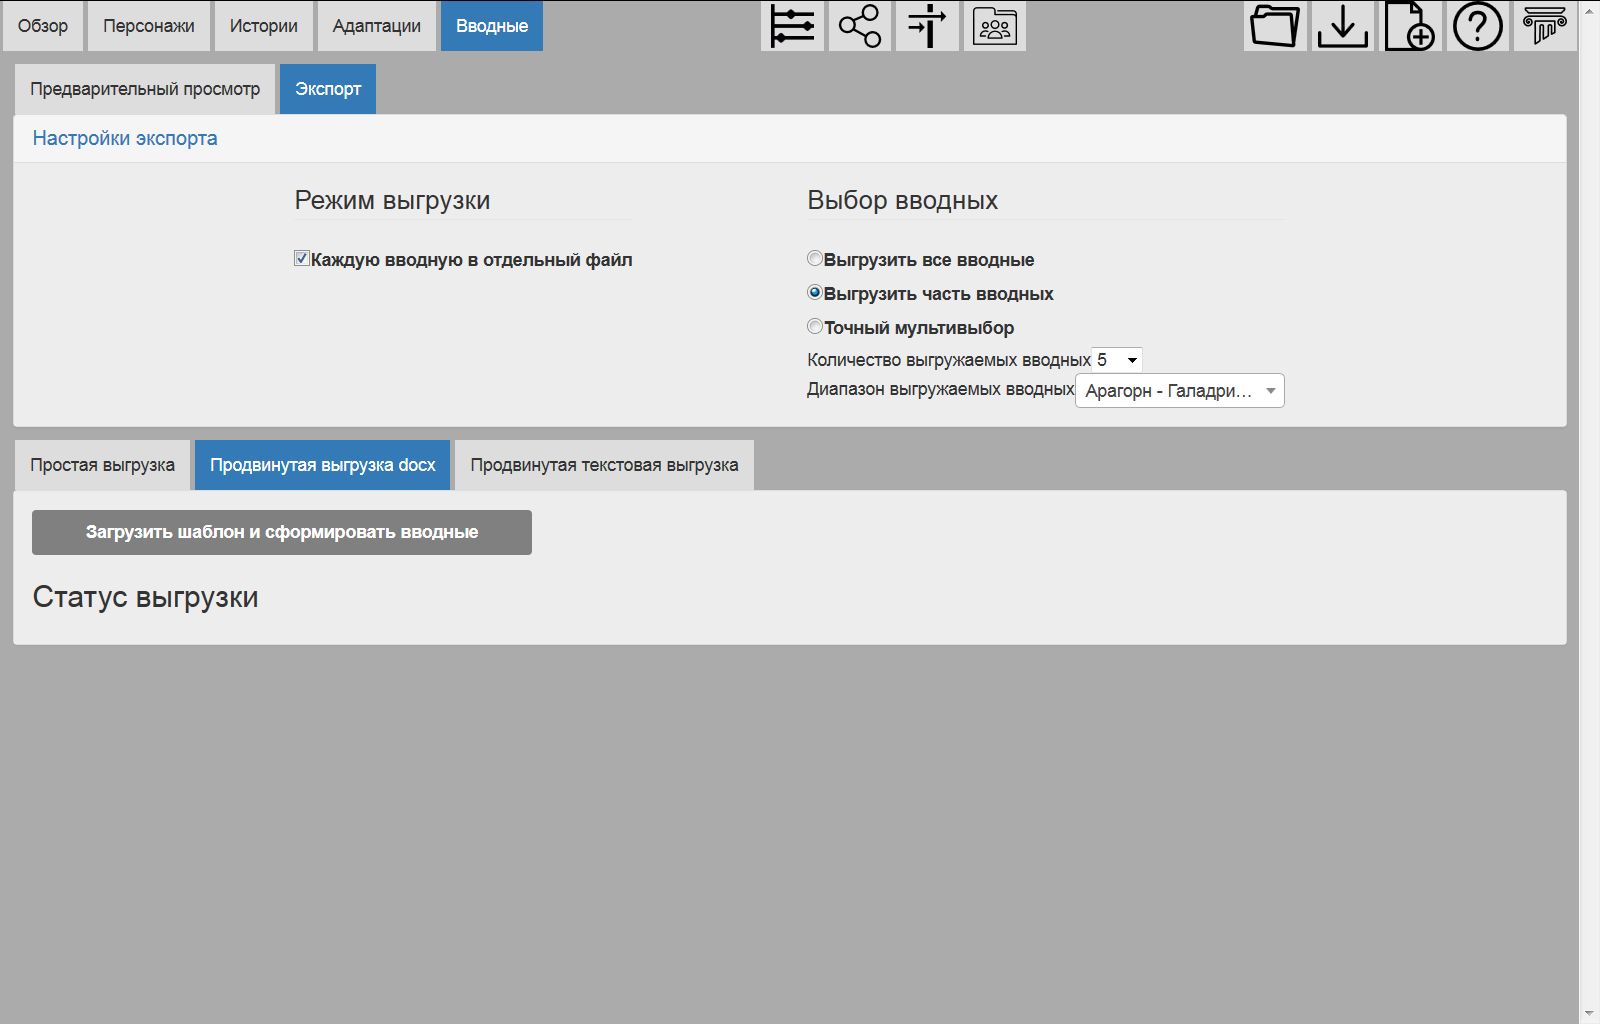 Обзор Персонажи Истории Адаптации Вводные
Предварительный просмотр Экспорт
Настройки экспорта
Режим выгрузки
Каждую вводную в отдельный файл
Выбор вводных
Выгрузить все вводные
Выгрузить часть вводных
Точный мультивыбор
Количество выгружаемых вводных 5
Диапазон выгружаемых вводных Арагорн - Галадри...
Простая выгрузка Продвинутая выгрузка docx Продвинутая текстовая выгрузка
Загрузить шаблон и сформировать вводные
Статус выгрузки